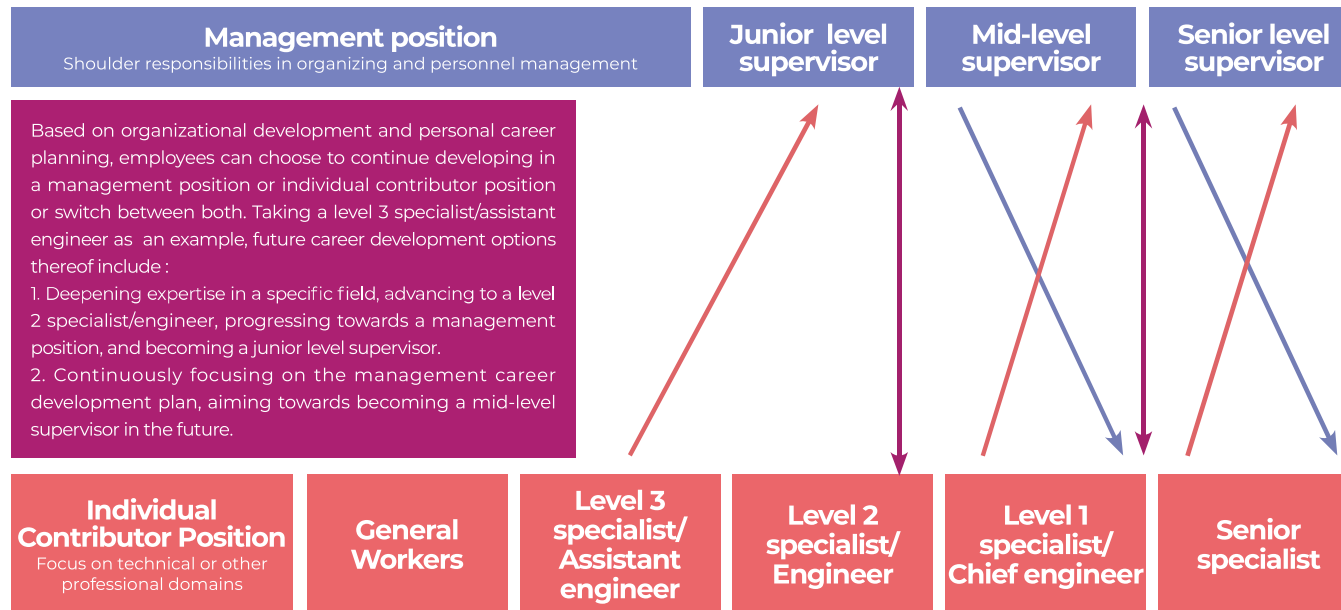 Management position
Shoulder responsibilities in organizing and personnel management
Junior level
supervisor
Mid-level
supervisor
Senior level
supervisor
Based on organizational development and personal career
planning, employees can choose to continue developing in
a management position or individual contributor position
or switch between both. Taking a level 3 specialist/assistant
engineer as an example, future career development options
thereof include :
1. Deepening expertise in a specific field, advancing to a level
2 specialist/engineer, progressing towards a management
position, and becoming a junior level supervisor.
2. Continuously focusing on the management career
development plan, aiming towards becoming a mid-level
supervisor in the future.
Individual
Contributor Position
Focus on technical or other
professional domains
General
Workers
Level 3
specialist/
Assistant
engineer
Level 2
specialist/
Engineer
Level 1
specialist/
Chief engineer
Senior
specialist